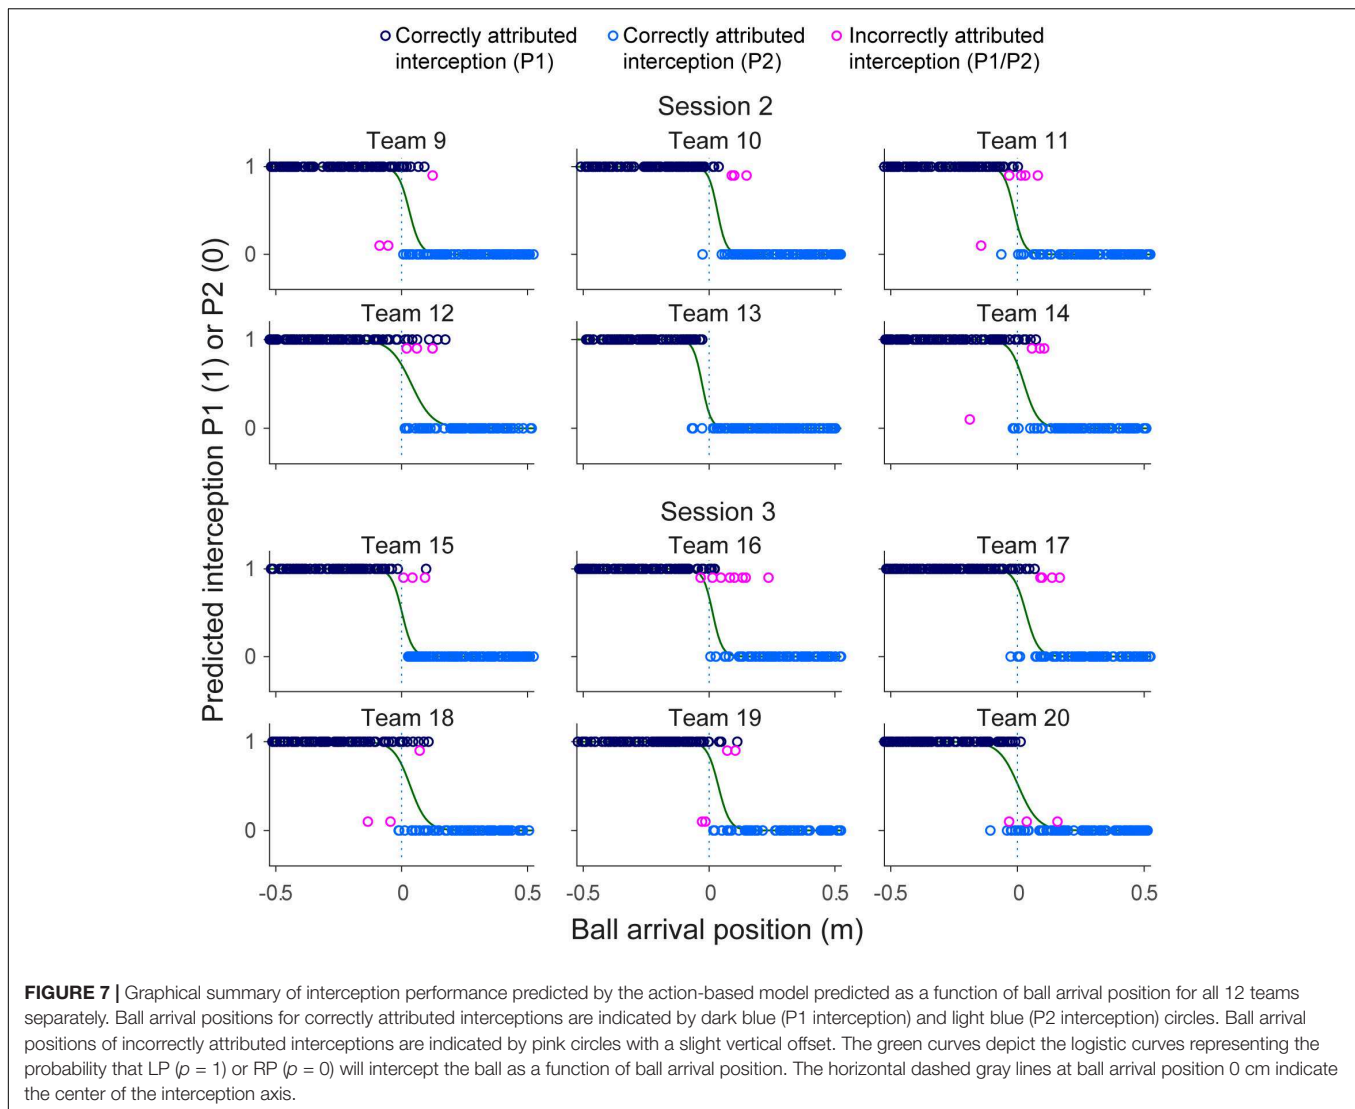 Correctly attributed interception (P1)
Correctly attributed interception (P2)
Incorrectly attributed interception (P1/P2)
Session 2
Team 9
Team 10
Team 11
1
0
Team 12
Team 13
Team 14
1
0
Session 3
Team 15
Team 16
Team 17
1
0
Team 18
Team 19
Team 20
1
0
-0.5 0 0.5 -0.5 0 0.5 -0.5 0 0.5
Predicted interception P1 (1) or P2 (0)
Ball arrival position (m)
FIGURE 7 | Graphical summary of interception performance predicted by the action-based model predicted as a function of ball arrival position for all 12 teams
separately. Ball arrival positions for correctly attributed interceptions are indicated by dark blue (P1 interception) and light blue (P2 interception) circles. Ball arrival
positions of incorrectly attributed interceptions are indicated by pink circles with a slight vertical offset. The green curves depict the logistic curves representing the
probability that LP (p = 1) or RP (p = 0) will intercept the ball as a function of ball arrival position. The horizontal dashed gray lines at ball arrival position 0 cm indicate
the center of the interception axis.